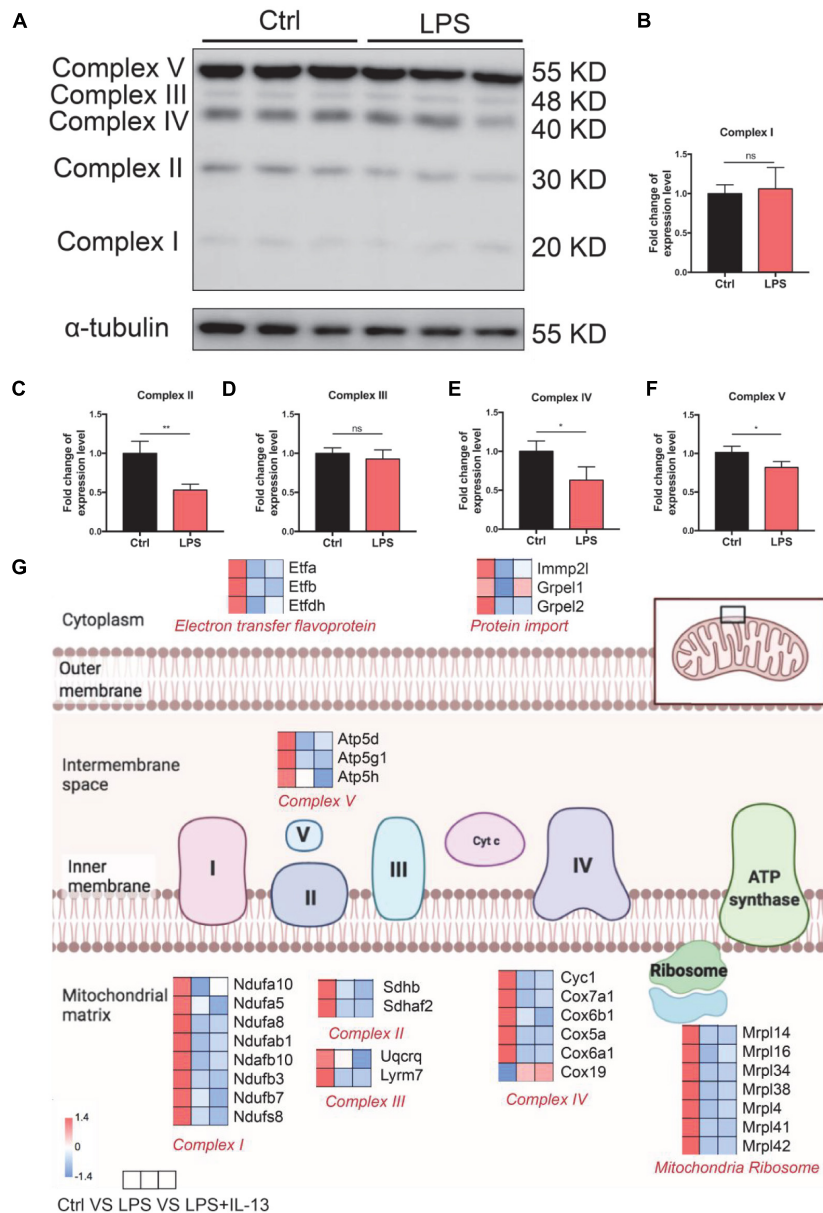 A
Ctrl LPS
Complex V 55 KD
Complex III 48 KD
Complex IV 40 KD
Complex II 30 KD
Complex I 20 KD
α-tubulin 55 KD
B
Complex I
Fold change of
expression level
1.5
1.0
0.5
0.0
ns
Ctrl LPS
C
Complex II
Fold change of
expression level
1.5
1.0
0.5
0.0
**
Ctrl LPS
D
Complex III
Fold change of
expression level
1.5
1.0
0.5
0.0
ns
Ctrl LPS
E
Complex IV
Fold change of
expression level
1.5
1.0
0.5
0.0
*
Ctrl LPS
F
Complex V
Fold change of
expression level
1.5
1.0
0.5
0.0
*
Ctrl LPS
G
Etfa
Etfb
Etfdh
Electron transfer flavoprotein
Immp2l
Grpel1
Grpel2
Protein import
Cytoplasm
Outer
membrane
Intermembrane
space
Atp5d
Atp5g1
Atp5h
Complex V
Inner
membrane
I
V
II
III
Cyt c
IV
ATP
synthase
Ribosome
Mitochondrial
matrix
Ndufa10
Ndufa5
Ndufa8
Ndufab1
Ndafb10
Ndufb3
Ndufb7
Ndufs8
Complex I
Sdhb
Sdhaf2
Complex II
Uqcrq
Lyrm7
Complex III
Cyc1
Cox7a1
Cox6b1
Cox5a
Cox6a1
Cox19
Complex IV
Mrpl14
Mrpl16
Mrpl34
Mrpl38
Mrpl4
Mrpl41
Mrpl42
Mitochondria Ribosome
1.4
0
-1.4
Ctrl VS LPS VS LPS+IL-13